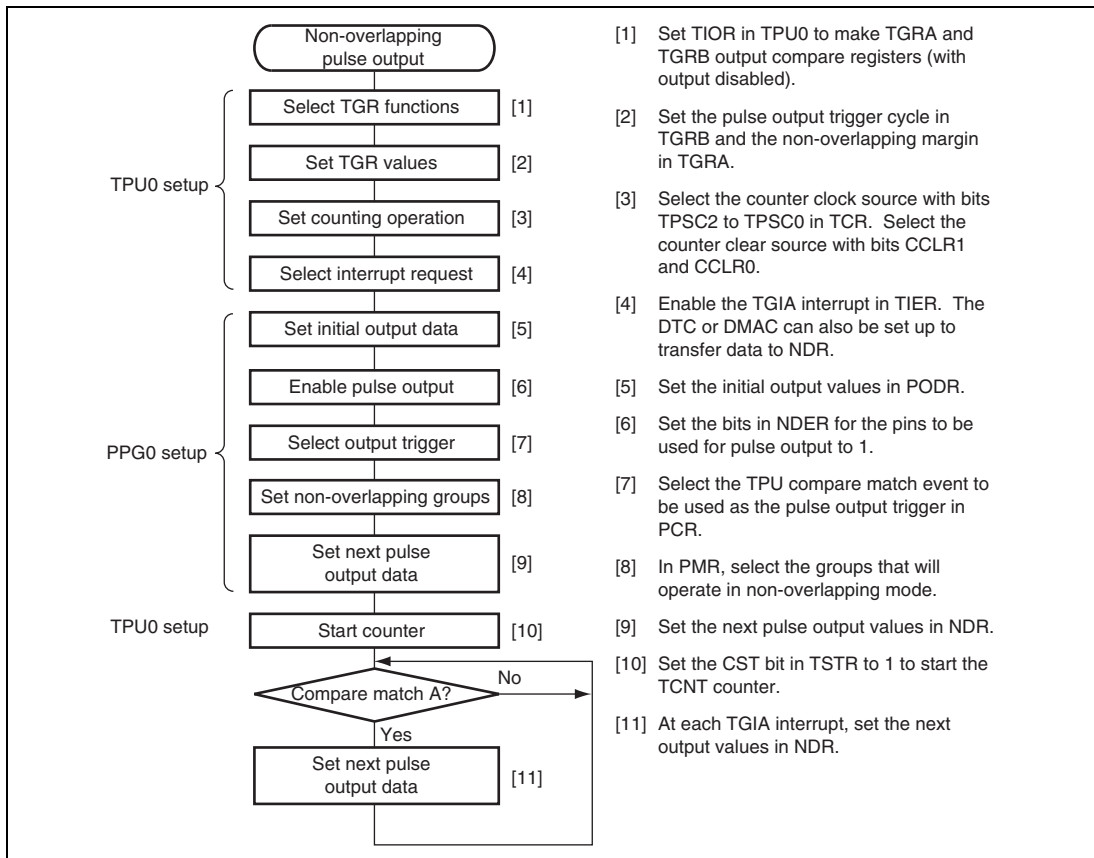 Non-overlapping
pulse output
TPU0 setup
Select TGR functions
[1]
Set TGR values
[2]
Set counting operation
[3]
Select interrupt request
[4]
PPG0 setup
Set initial output data
[5]
Enable pulse output
[6]
Select output trigger
[7]
Set non-overlapping groups
[8]
Set next pulse
output data
[9]
TPU0 setup
Start counter
[10]
Compare match A?
No
Yes
Set next pulse
output data
[11]
[1] Set TIOR in TPU0 to make TGRA and
TGRB output compare registers (with
output disabled).
[2] Set the pulse output trigger cycle in
TGRB and the non-overlapping margin
in TGRA.
[3] Select the counter clock source with bits
TPSC2 to TPSC0 in TCR. Select the
counter clear source with bits CCLR1
and CCLR0.
[4] Enable the TGIA interrupt in TIER. The
DTC or DMAC can also be set up to
transfer data to NDR.
[5] Set the initial output values in PODR.
[6] Set the bits in NDER for the pins to be
used for pulse output to 1.
[7] Select the TPU compare match event to
be used as the pulse output trigger in
PCR.
[8] In PMR, select the groups that will
operate in non-overlapping mode.
[9] Set the next pulse output values in NDR.
[10] Set the CST bit in TSTR to 1 to start the
TCNT counter.
[11] At each TGIA interrupt, set the next
output values in NDR.